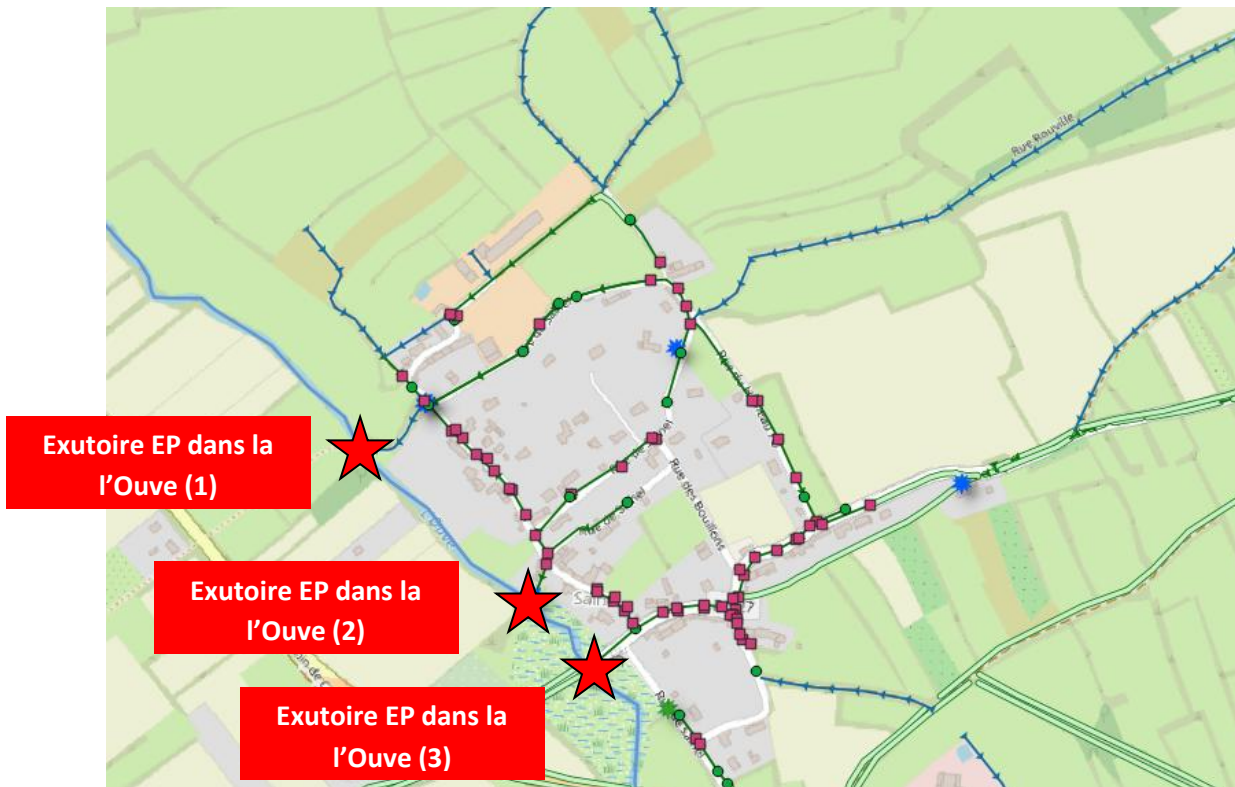 Rue Rouville
Exutoire EP dans la
l'Ouve (1)
Rue des Bouillons
L'Ouve
Exutoire EP dans la
l'Ouve (2)
Exutoire EP dans la
l'Ouve (3)